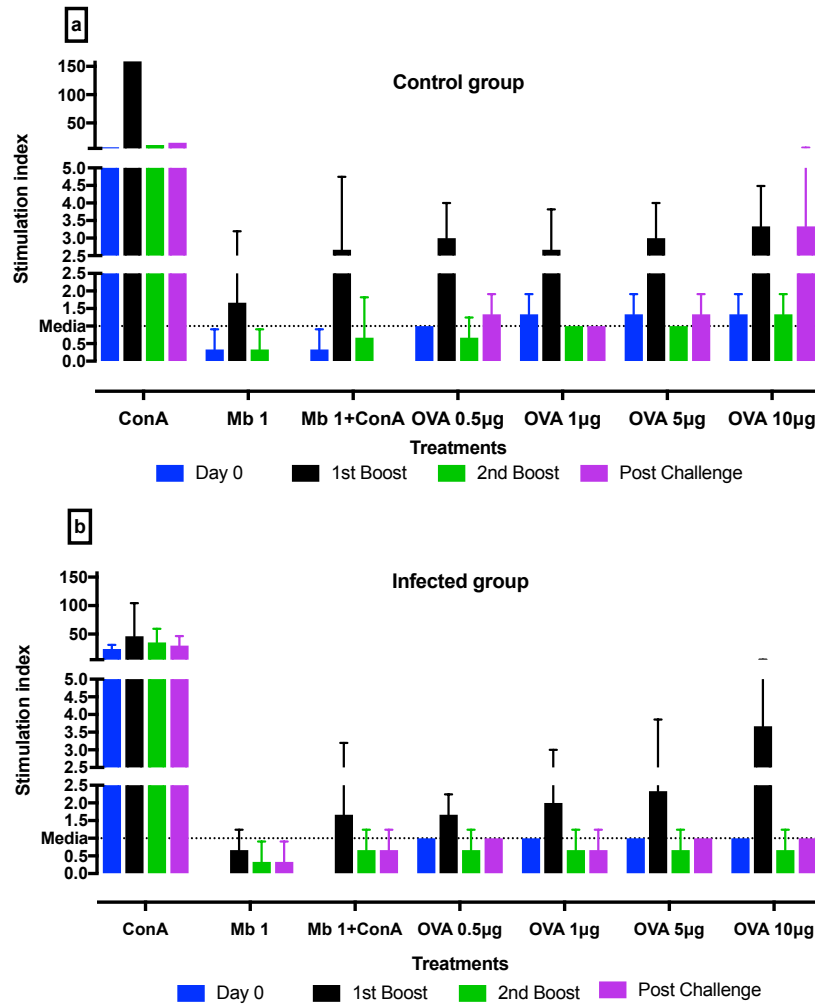 a
Control group
150
100
50
5.0
4.5
4.0
3.5
3.0
2.5
2.5
2.0
1.5
Media
0.5
0.0
Stimulation index
ConA Mb 1 Mb 1+ConA OVA 0.5µg OVA 1µg OVA 5µg OVA 10µg
Treatments
Day 0 1st Boost 2nd Boost Post Challenge
b
Infected group
150
100
50
5.0
4.5
4.0
3.5
3.0
2.5
2.5
2.0
1.5
Media
0.5
0.0
Stimulation index
ConA Mb 1 Mb 1+ConA OVA 0.5µg OVA 1µg OVA 5µg OVA 10µg
Treatments
Day 0 1st Boost 2nd Boost Post Challenge